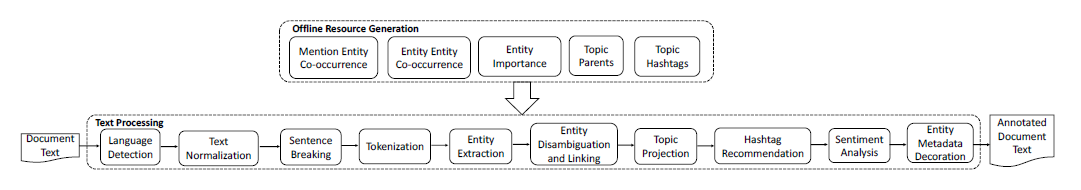 Offline Resource Generation
Mention Entity
Co-occurrence
Entity Entity
Co-occurrence
Entity
Importance
Topic
Parents
Topic
Hashtags
Text Processing
Document
Text
Language
Detection
Text
Normalization
Sentence
Breaking
Tokenization
Entity
Extraction
Entity
Disambiguation
and Linking
Topic
Projection
Hashtag
Recommendation
Sentiment
Analysis
Entity
Metadata
Decoration
Annotated
Document
Text